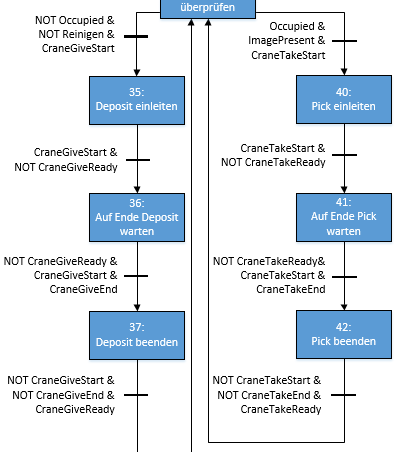 überprüfen
NOT Occupied &
NOT Reinigen &
CraneGiveStart
Occupied &
ImagePresent &
CraneTakeStart
35:
Deposit einleiten
40:
Pick einleiten
CraneGiveStart &
NOT CraneGiveReady
CraneTakeStart &
NOT CraneTakeReady
36:
Auf Ende Deposit
warten
41:
Auf Ende Pick
warten
NOT CraneGiveReady &
CraneGiveStart &
CraneGiveEnd
NOT CraneTakeReady&
CraneTakeStart &
CraneTakeEnd
37:
Deposit beenden
42:
Pick beenden
NOT CraneGiveStart &
NOT CraneGiveEnd &
CraneGiveReady
NOT CraneTakeStart &
NOT CraneTakeEnd &
CraneTakeReady